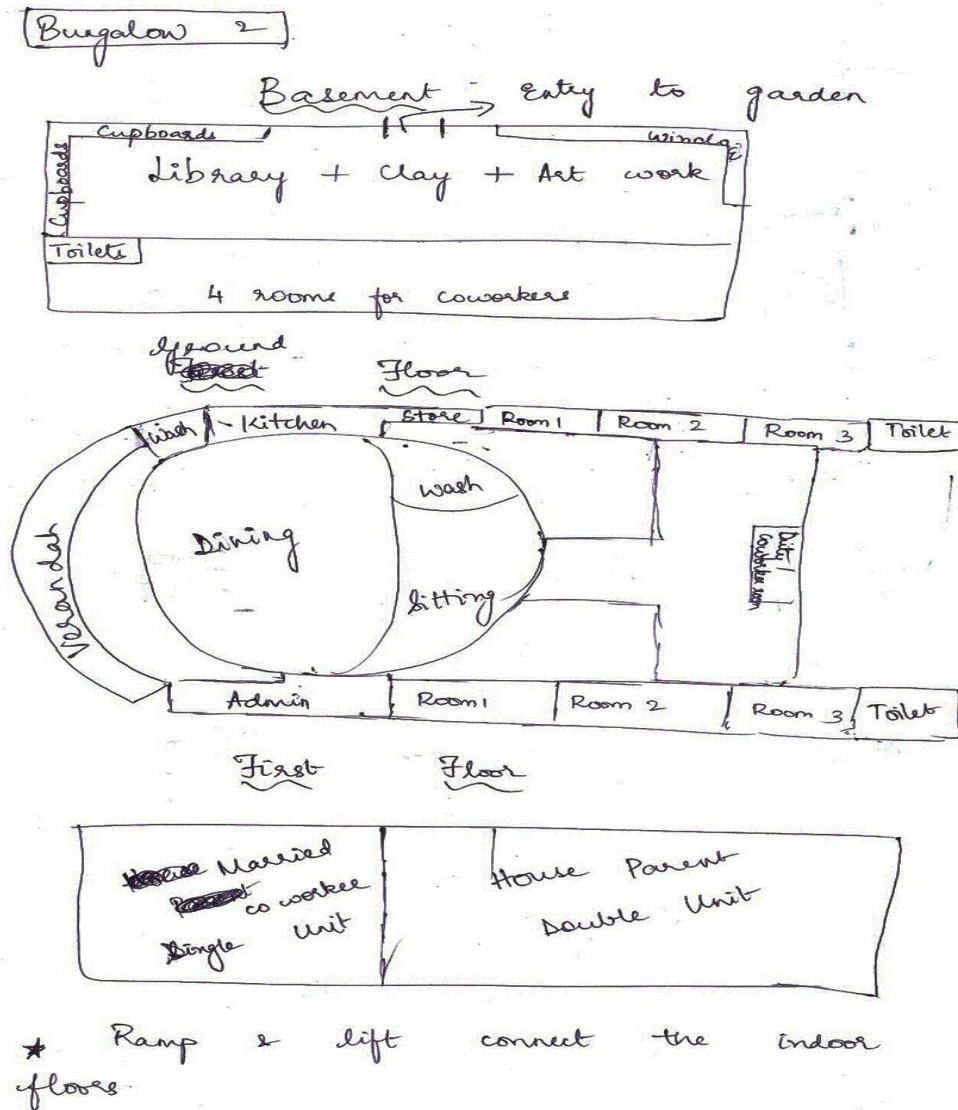 Bungalow 2
Basement - Entry to garden
Cupboards
Cupboards
Library + Clay + Art work
Toilets
4 rooms for coworkers
Ground Floor
Wash
Kitchen
Store
Room 1
Room 2
Room 3
Toilet
Wash
Dining
Sitting
Verandah
Duty /
Coworker room
Admin
Room 1
Room 2
Room 3
Toilet
First Floor
Married
co worker
Single Unit
House Parent
Double Unit
★ Ramp & lift connect the indoor
floors.